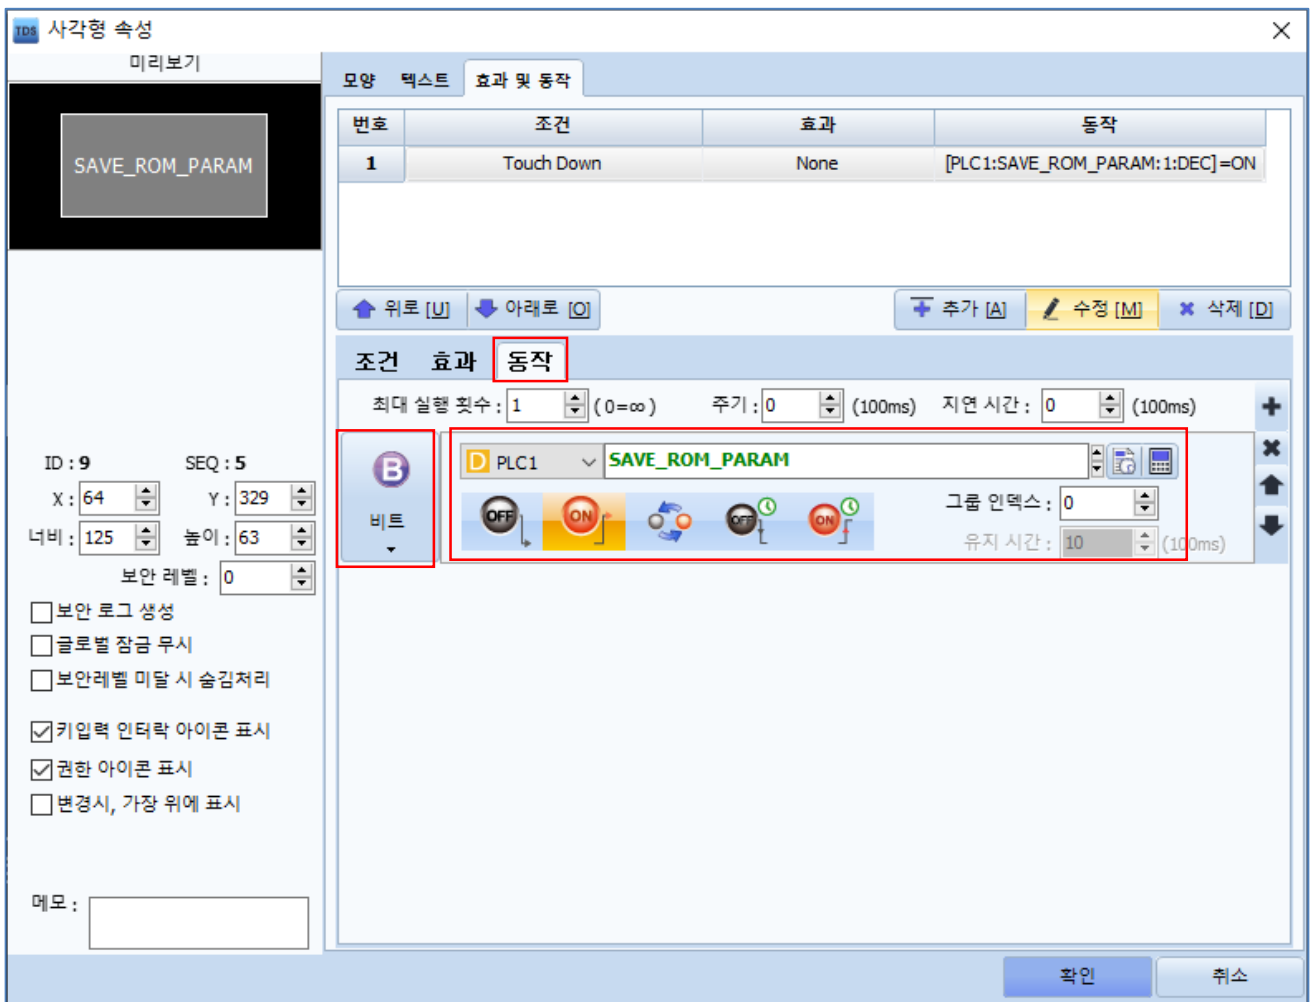 TDS 사각형 속성
미리보기
SAVE_ROM_PARAM
모양 텍스트 효과 및 동작
번호 조건 효과 동작
1 Touch Down None [PLC1:SAVE_ROM_PARAM:1:DEC]=ON
위로 [U] 아래로 [O] 추가 [A] 수정 [M] 삭제 [D]
조건 효과 동작
최대 실행 횟수 : 1 ( 0=∞ ) 주기 : 0 (100ms) 지연 시간 : 0 (100ms)
B 비트
D PLC1 SAVE_ROM_PARAM
OFF ON OFF ON 그룹 인덱스 : 0
유지 시간 : 10 (100ms)
ID : 9 SEQ : 5
X : 64 Y : 329
너비 : 125 높이 : 63
보안 레벨 : 0
보안 로그 생성
글로벌 잠금 무시
보안레벨 미달 시 숨김처리
키입력 인터락 아이콘 표시
권한 아이콘 표시
변경시, 가장 위에 표시
메모 :
확인 취소